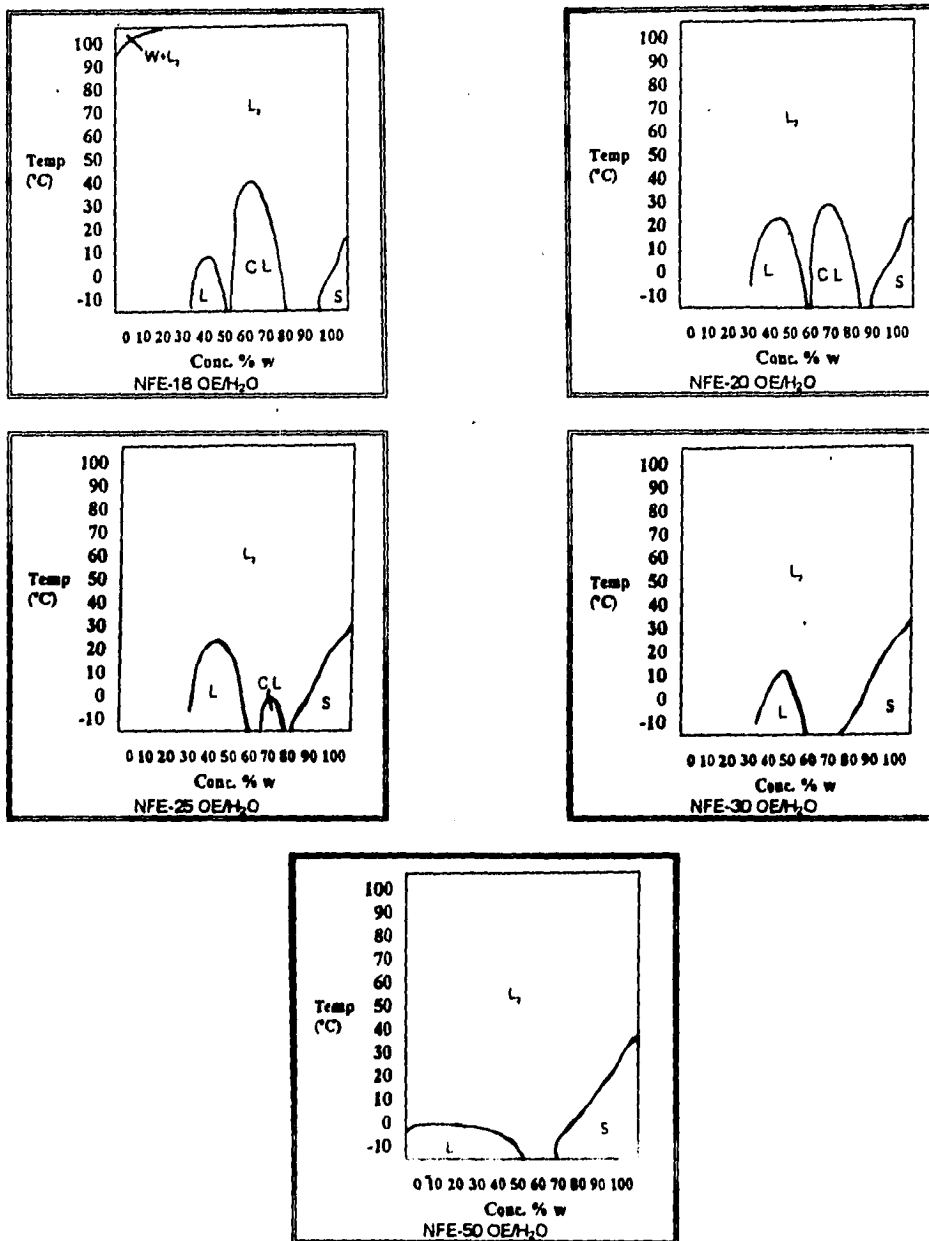 100
90
80
70
60
50
40
30
20
10
0
-10
Temp
(°C)
W+L₁
L₁
L
CL
S
0 10 20 30 40 50 60 70 80 90 100
Conc. % w
NFE-18 OE/H₂O
100
90
80
70
60
50
40
30
20
10
0
-10
Temp
(°C)
L₁
L
CL
S
0 10 20 30 40 50 60 70 80 90 100
Conc. % w
NFE-20 OE/H₂O
100
90
80
70
60
50
40
30
20
10
0
-10
Temp
(°C)
L₁
L
CL
S
0 10 20 30 40 50 60 70 80 90 100
Conc. % w
NFE-25 OE/H₂O
100
90
80
70
60
50
40
30
20
10
0
-10
Temp
(°C)
L₁
L
S
0 10 20 30 40 50 60 70 80 90 100
Conc. % w
NFE-30 OE/H₂O
100
90
80
70
60
50
40
30
20
10
0
-10
Temp
(°C)
L₁
L
S
0 10 20 30 40 50 60 70 80 90 100
Conc. % w
NFE-50 OE/H₂O